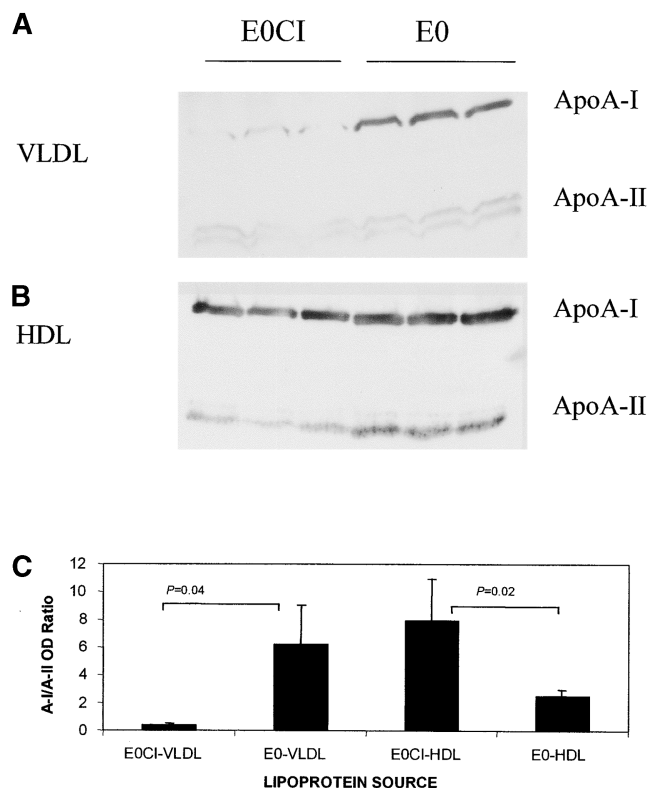 A
E0CI E0
VLDL
ApoA-I
ApoA-II
B
HDL
ApoA-I
ApoA-II
C
A-I/A-II OD Ratio
12
10
8
6
4
2
0
P=0.04
P=0.02
E0CI-VLDL E0-VLDL E0CI-HDL E0-HDL
LIPOPROTEIN SOURCE